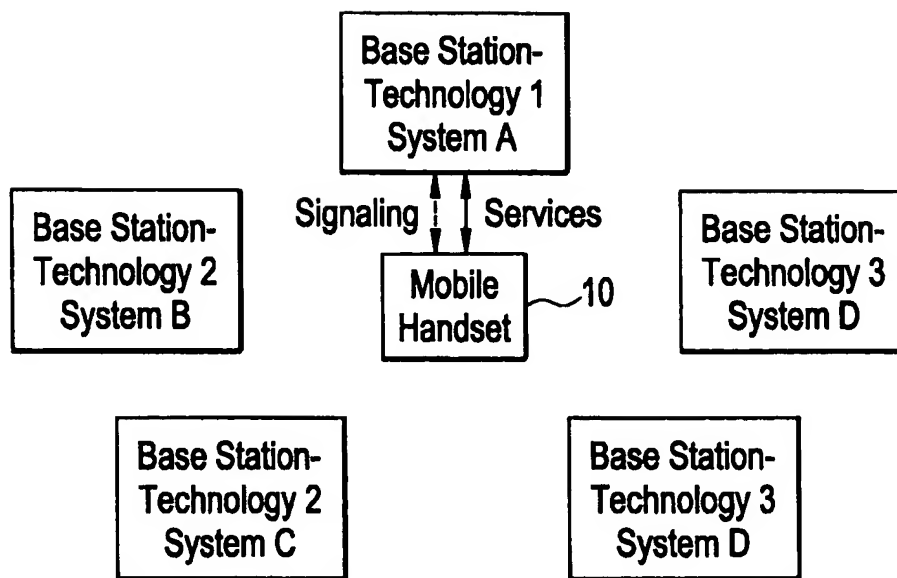 Base Station-
Technology 1
System A
Signaling
Services
Base Station-
Technology 2
System B
Mobile
Handset
10
Base Station-
Technology 3
System D
Base Station-
Technology 2
System C
Base Station-
Technology 3
System D